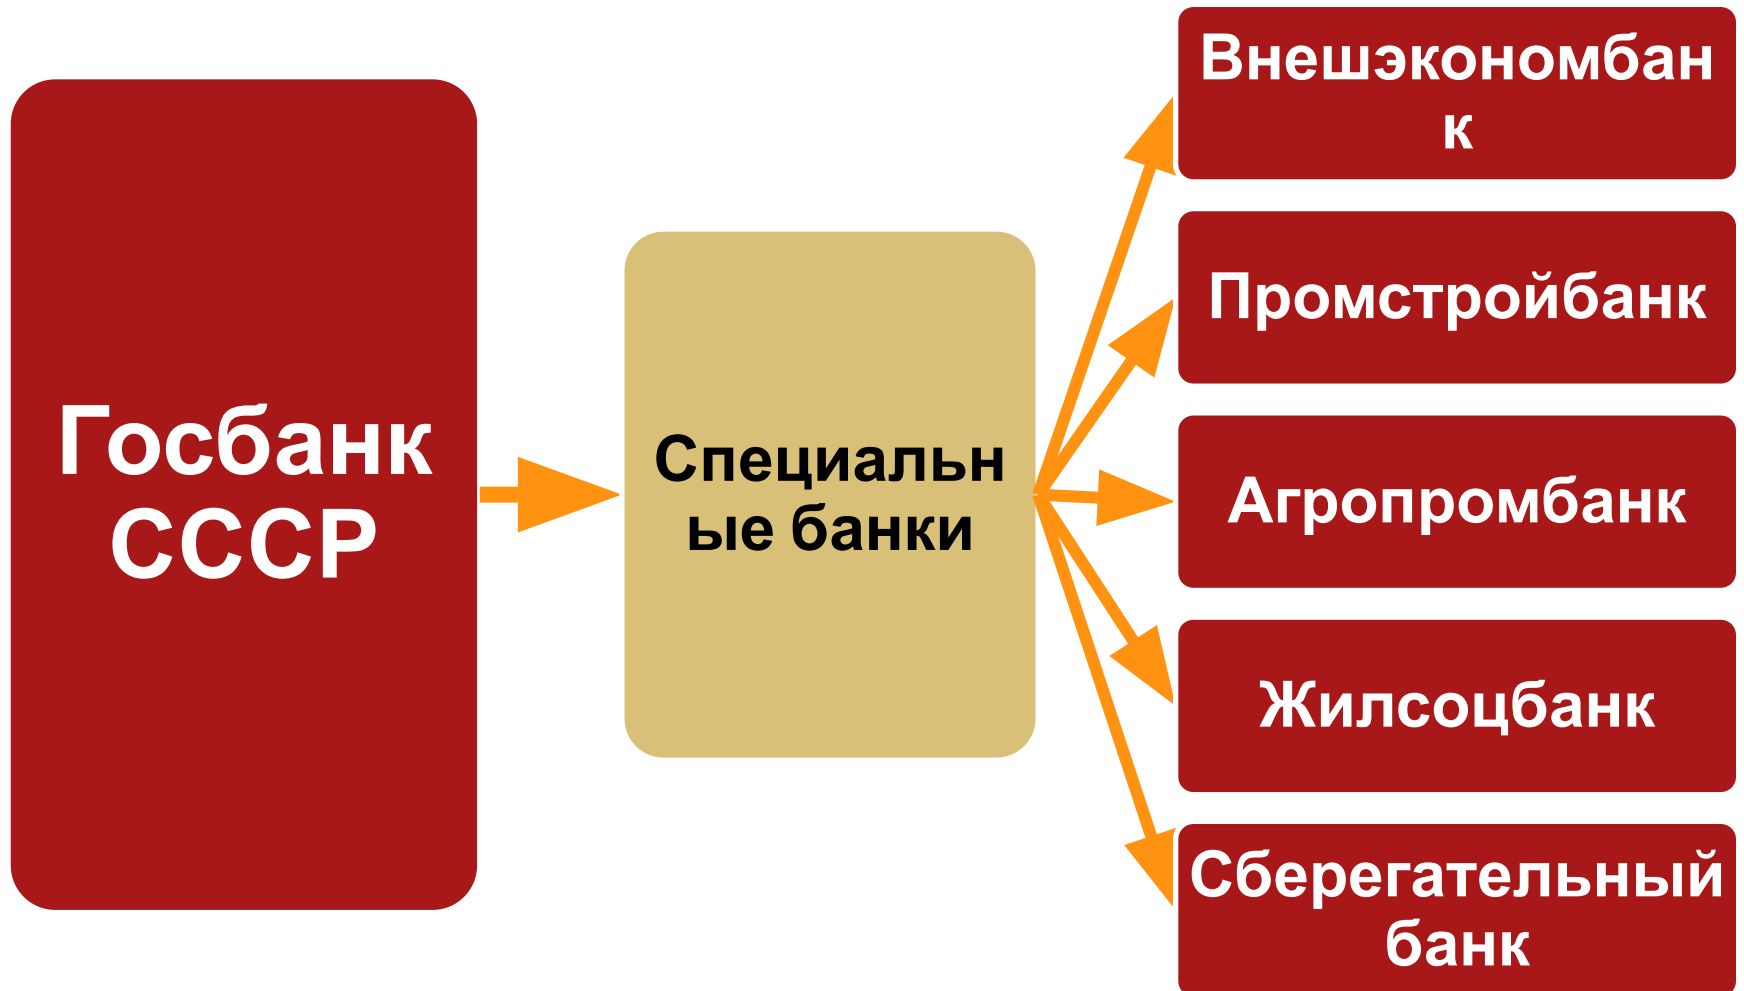 Госбанк
СССР
Специальн
ые банки
Внешэкономбан
к
Промстройбанк
Агропромбанк
Жилсоцбанк
Сберегательный
банк